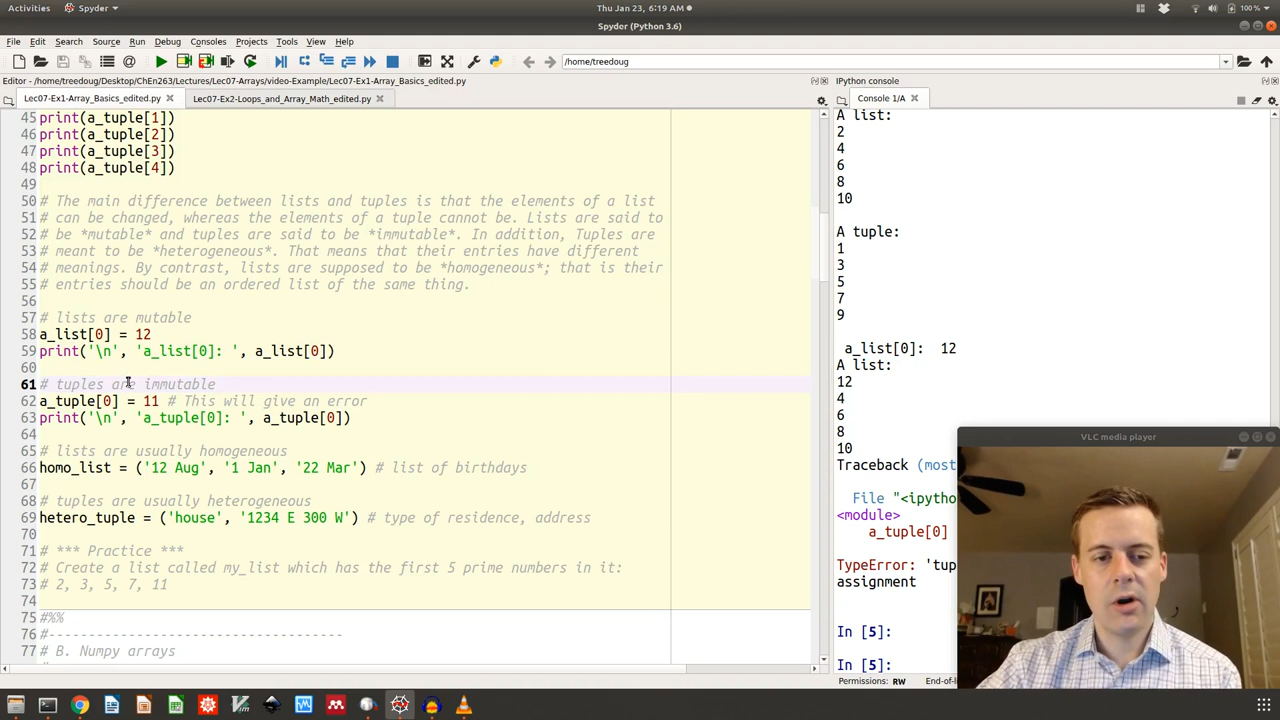 Activities Spyder Thu Jan 23, 6:19 AM 100 %
Spyder (Python 3.6)
File Edit Search Source Run Debug Consoles Projects Tools View Help
/home/treedoug
Editor - /home/treedoug/Desktop/ChEn263/Lectures/Lec07-Arrays/video-Example/Lec07-Ex1-Array_Basics_edited.py
IPython console
Lec07-Ex1-Array_Basics_edited.py Lec07-Ex2-Loops_and_Array_Math_edited.py
Console 1/A
45 print(a_tuple[1])
46 print(a_tuple[2])
47 print(a_tuple[3])
48 print(a_tuple[4])
49
50 # The main difference between lists and tuples is that the elements of a list
51 # can be changed, whereas the elements of a tuple cannot be. Lists are said to
52 # be *mutable* and tuples are said to be *immutable*. In addition, Tuples are
53 # meant to be *heterogeneous*. That means that their entries have different
54 # meanings. By contrast, lists are supposed to be *homogeneous*; that is their
55 # entries should be an ordered list of the same thing.
56
57 # lists are mutable
58 a_list[0] = 12
59 print('\n', 'a_list[0]: ', a_list[0])
60
61 # tuples are immutable
62 a_tuple[0] = 11 # This will give an error
63 print('\n', 'a_tuple[0]: ', a_tuple[0])
64
65 # lists are usually homogeneous
66 homo_list = ('12 Aug', '1 Jan', '22 Mar') # list of birthdays
67
68 # tuples are usually heterogeneous
69 hetero_tuple = ('house', '1234 E 300 W') # type of residence, address
70
71 # *** Practice ***
72 # Create a list called my_list which has the first 5 prime numbers in it:
73 # 2, 3, 5, 7, 11
74
75 #%%
76 #-------------------------------------
77 # B. Numpy arrays
A list:
2
4
6
8
10
A tuple:
1
3
5
7
9
a_list[0]:  12
A list:
12
4
6
8
10
Traceback (most
File "<ipython
<module>
a_tuple[0]
TypeError: 'tup
assignment
In [5]:
In [5]:
VLC media player
Permissions: RW End-of-l